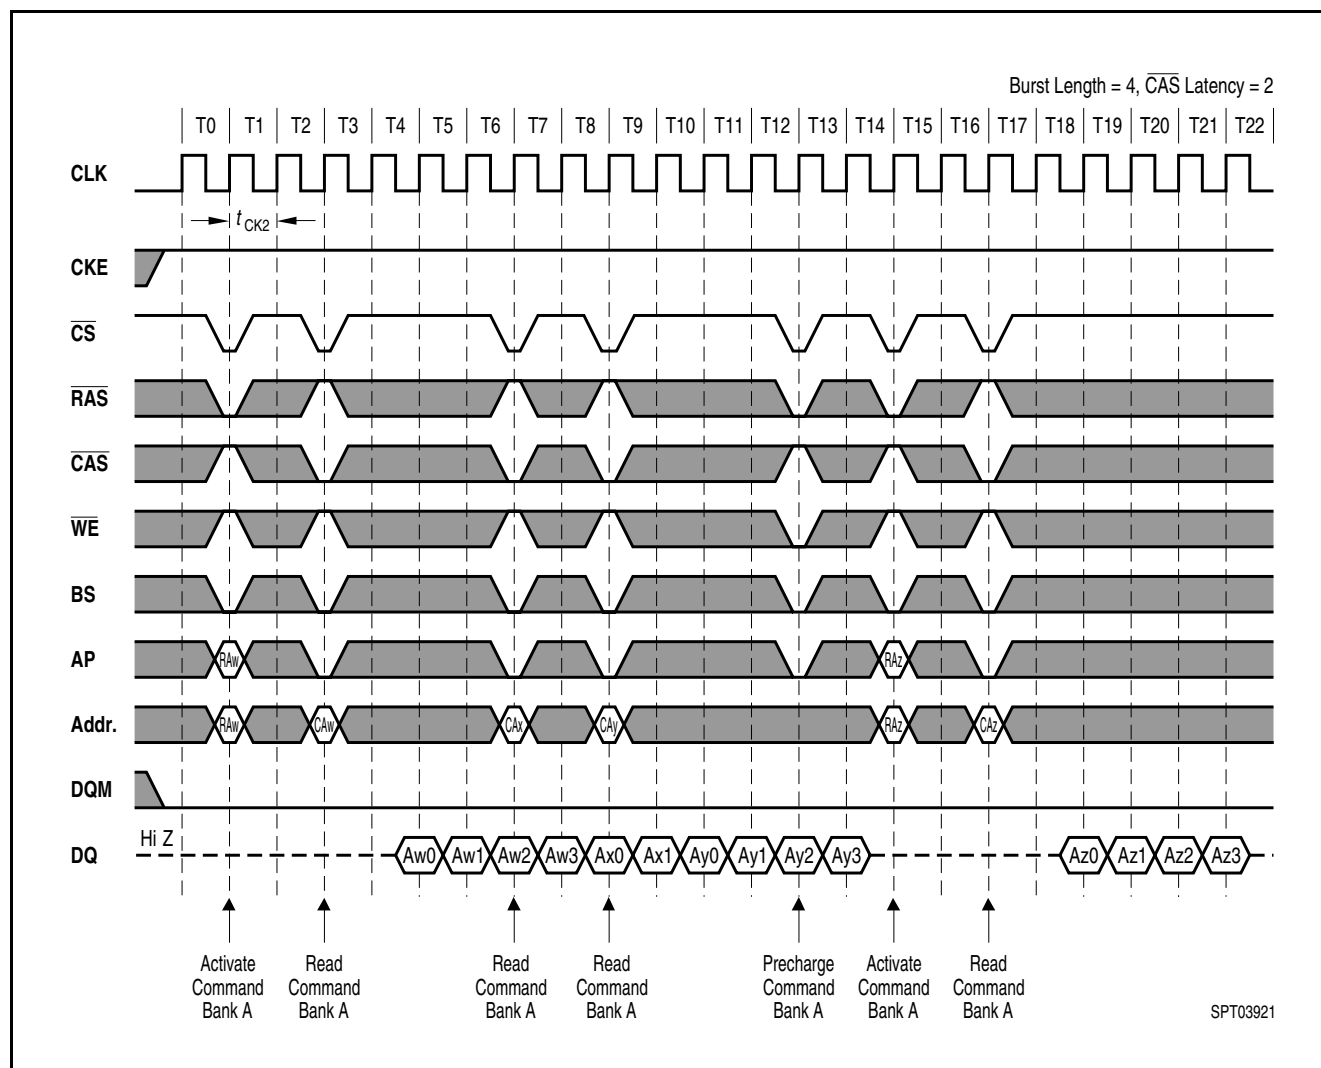 Burst Length = 4, CAS Latency = 2
T0 T1 T2 T3 T4 T5 T6 T7 T8 T9 T10 T11 T12 T13 T14 T15 T16 T17 T18 T19 T20 T21 T22
CLK
t CK2
CKE
CS
RAS
CAS
WE
BS
AP RAw RAz
Addr. RAw CAw CAx CAy RAz CAz
DQM
Hi Z
DQ Aw0 Aw1 Aw2 Aw3 Ax0 Ax1 Ay0 Ay1 Ay2 Ay3 Az0 Az1 Az2 Az3
Activate Read Read Read Precharge Activate Read
Command Command Command Command Command Command Command
Bank A Bank A Bank A Bank A Bank A Bank A Bank A
SPT03921